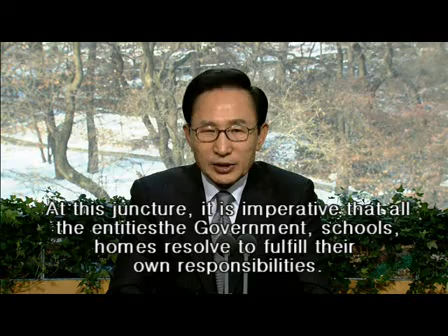 At this juncture, it is imperative that all
the entitiesthe Government, schools,
homes resolve to fulfill their
own responsibilities.